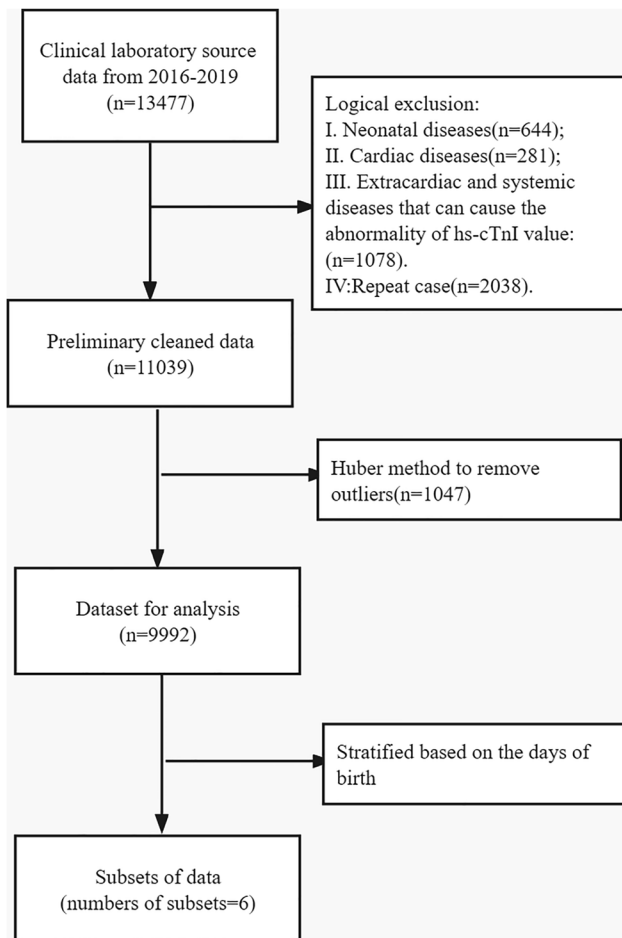 Clinical laboratory source
data from 2016-2019
(n=13477)
Logical exclusion:
I. Neonatal diseases(n=644);
II. Cardiac diseases(n=281);
III. Extracardiac and systemic
diseases that can cause the
abnormality of hs-cTnI value:
(n=1078).
IV:Repeat case(n=2038).
Preliminary cleaned data
(n=11039)
Huber method to remove
outliers(n=1047)
Dataset for analysis
(n=9992)
Stratified based on the days of
birth
Subsets of data
(numbers of subsets=6)